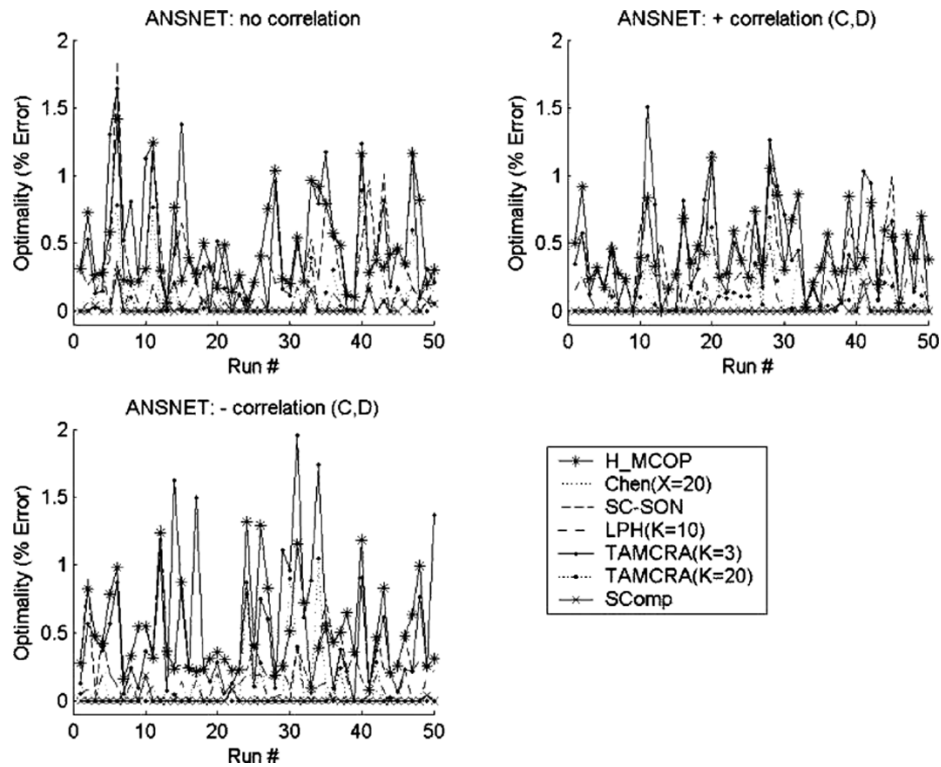 ANSNET: no correlation
2
1.5
1
0.5
0
Optimality (% Error)
0 10 20 30 40 50
Run #
ANSNET: + correlation (C,D)
2
1.5
1
0.5
0
Optimality (% Error)
0 10 20 30 40 50
Run #
ANSNET: - correlation (C,D)
2
1.5
1
0.5
0
Optimality (% Error)
0 10 20 30 40 50
Run #
H_MCOP
Chen(X=20)
SC-SON
LPH(K=10)
TAMCRA(K=3)
TAMCRA(K=20)
SComp